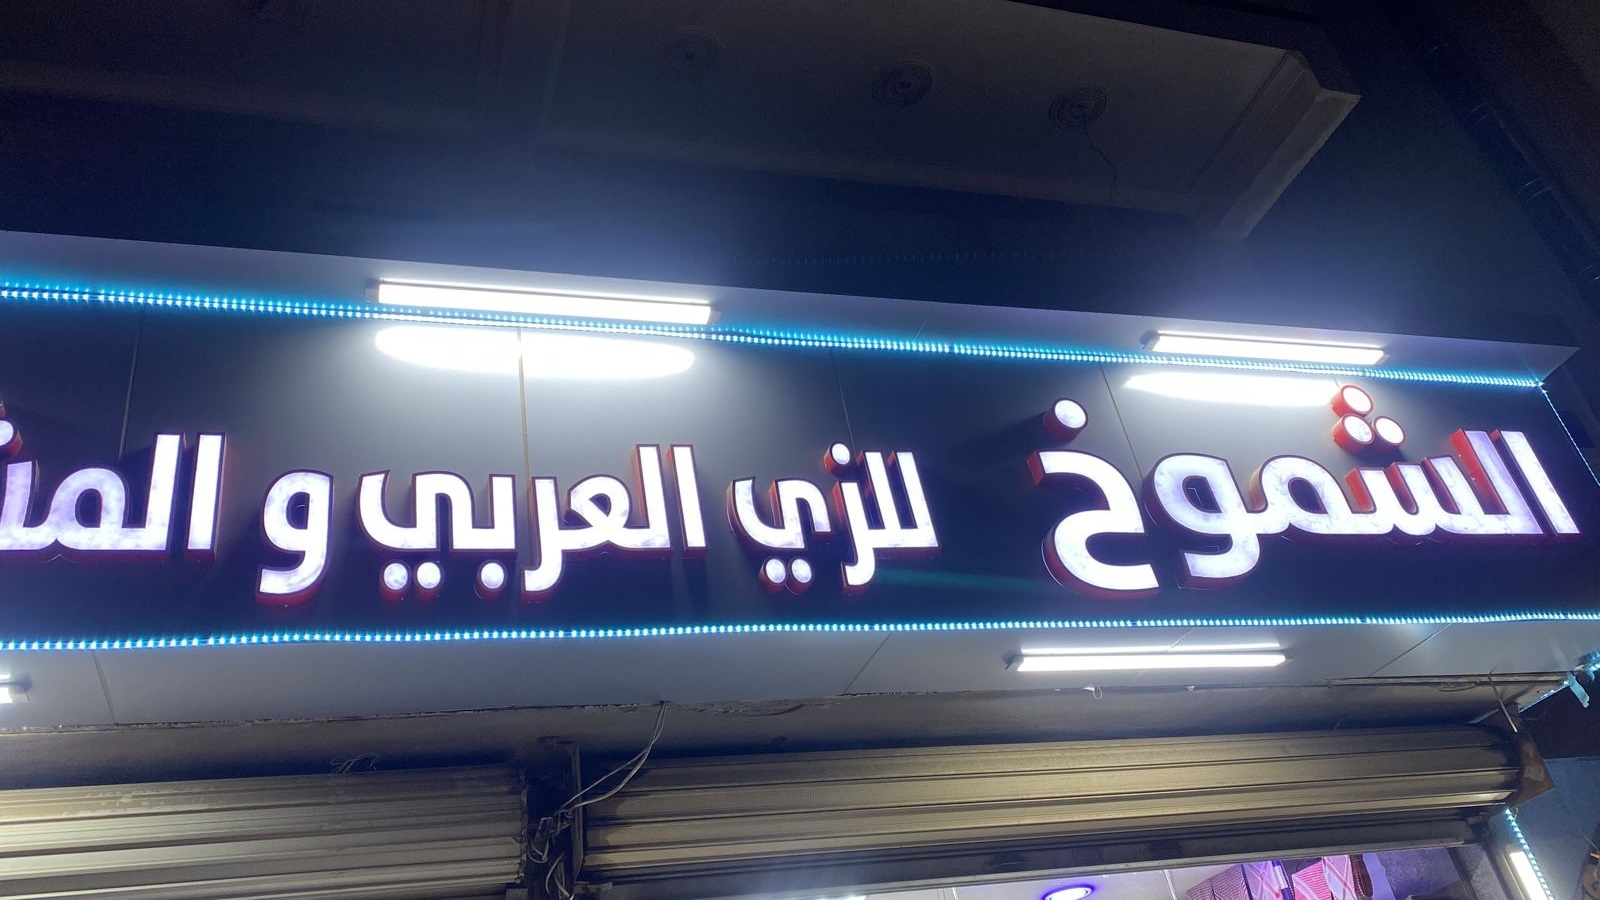 الشموخ للزي العربي و